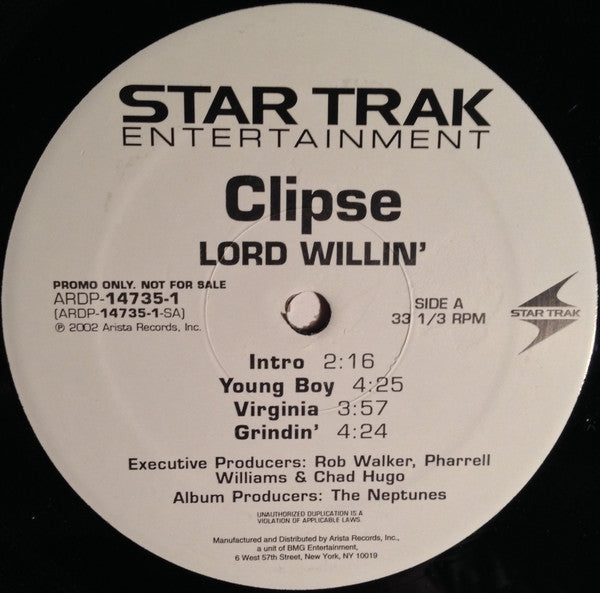 STAR TRAK
ENTERTAINMENT
Clipse
LORD WILLIN'
PROMO ONLY. NOT FOR SALE
ARDP-14735-1
(ARDP-14735-1-SA)
℗ 2002 Arista Records, Inc.
SIDE A
33 1/3 RPM
STAR TRAK
Intro 2:16
Young Boy 4:25
Virginia 3:57
Grindin' 4:24
Executive Producers: Rob Walker, Pharrell
Williams & Chad Hugo
Album Producers: The Neptunes
UNAUTHORIZED DUPLICATION IS A
VIOLATION OF APPLICABLE LAWS
Manufactured and Distributed by Arista Records, Inc.,
a unit of BMG Entertainment,
6 West 57th Street, New York, NY 10019